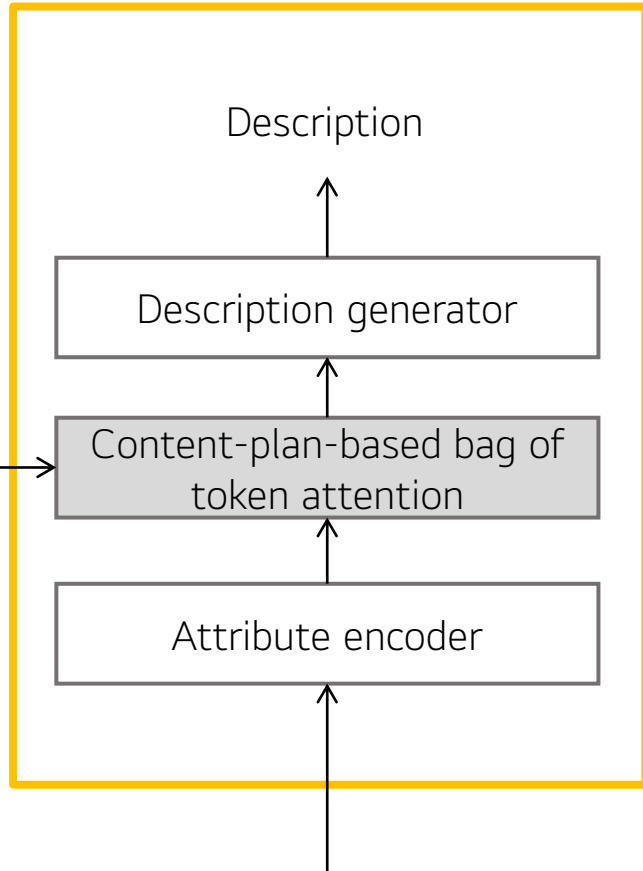 Description
Description generator
Content-plan-based bag of
token attention
Attribute encoder